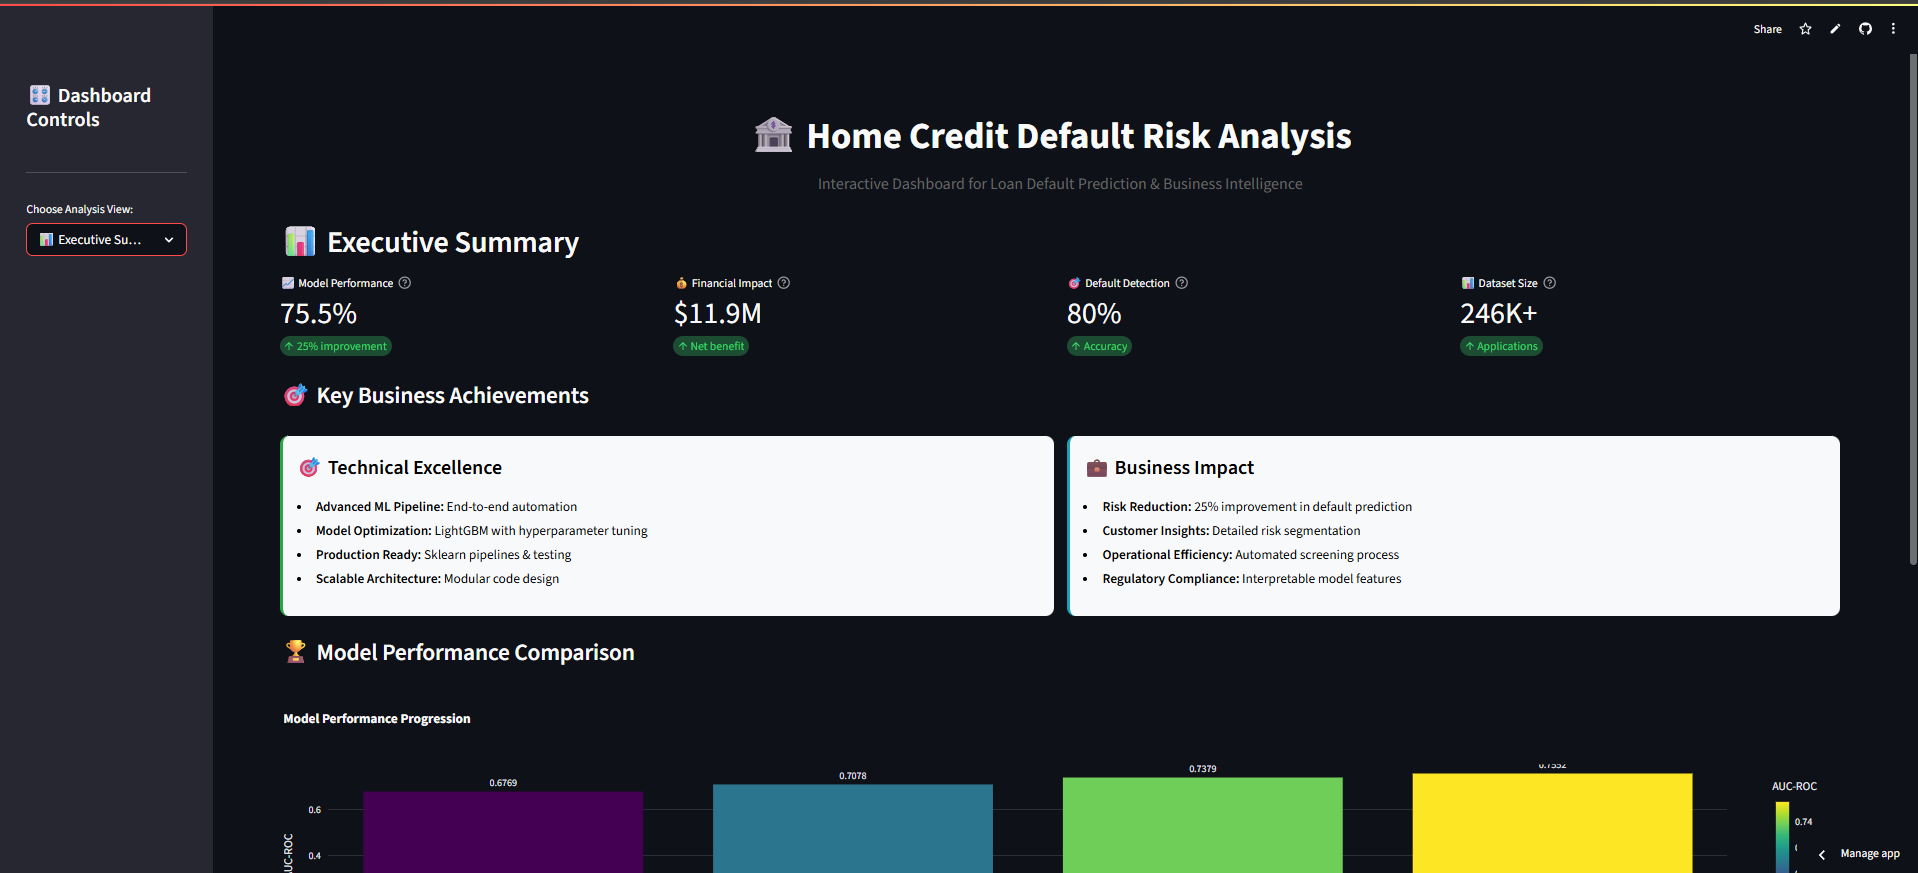 Share
Dashboard
Controls
Choose Analysis View:
Executive Su...
Home Credit Default Risk Analysis
Interactive Dashboard for Loan Default Prediction & Business Intelligence
Executive Summary
Model Performance
75.5%
↑ 25% improvement
Financial Impact
$11.9M
↑ Net benefit
Default Detection
80%
↑ Accuracy
Dataset Size
246K+
↑ Applications
Key Business Achievements
Technical Excellence
• Advanced ML Pipeline: End-to-end automation
• Model Optimization: LightGBM with hyperparameter tuning
• Production Ready: Sklearn pipelines & testing
• Scalable Architecture: Modular code design
Business Impact
• Risk Reduction: 25% improvement in default prediction
• Customer Insights: Detailed risk segmentation
• Operational Efficiency: Automated screening process
• Regulatory Compliance: Interpretable model features
Model Performance Comparison
Model Performance Progression
0.6769
0.7078
0.7379
0.7552
0.6
0.4
AUC-ROC
AUC-ROC
0.74
Manage app